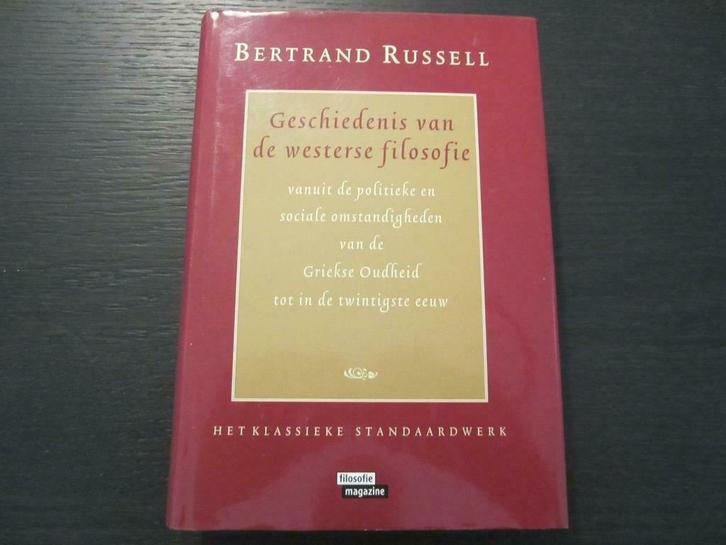 BERTRAND RUSSELL
Geschiedenis van
de westerse filosofie
vanuit de politieke en
sociale omstandigheden
van de
Griekse Oudheid
tot in de twintigste eeuw
HET KLASSIEKE STANDAARDWERK
filosofie
magazine